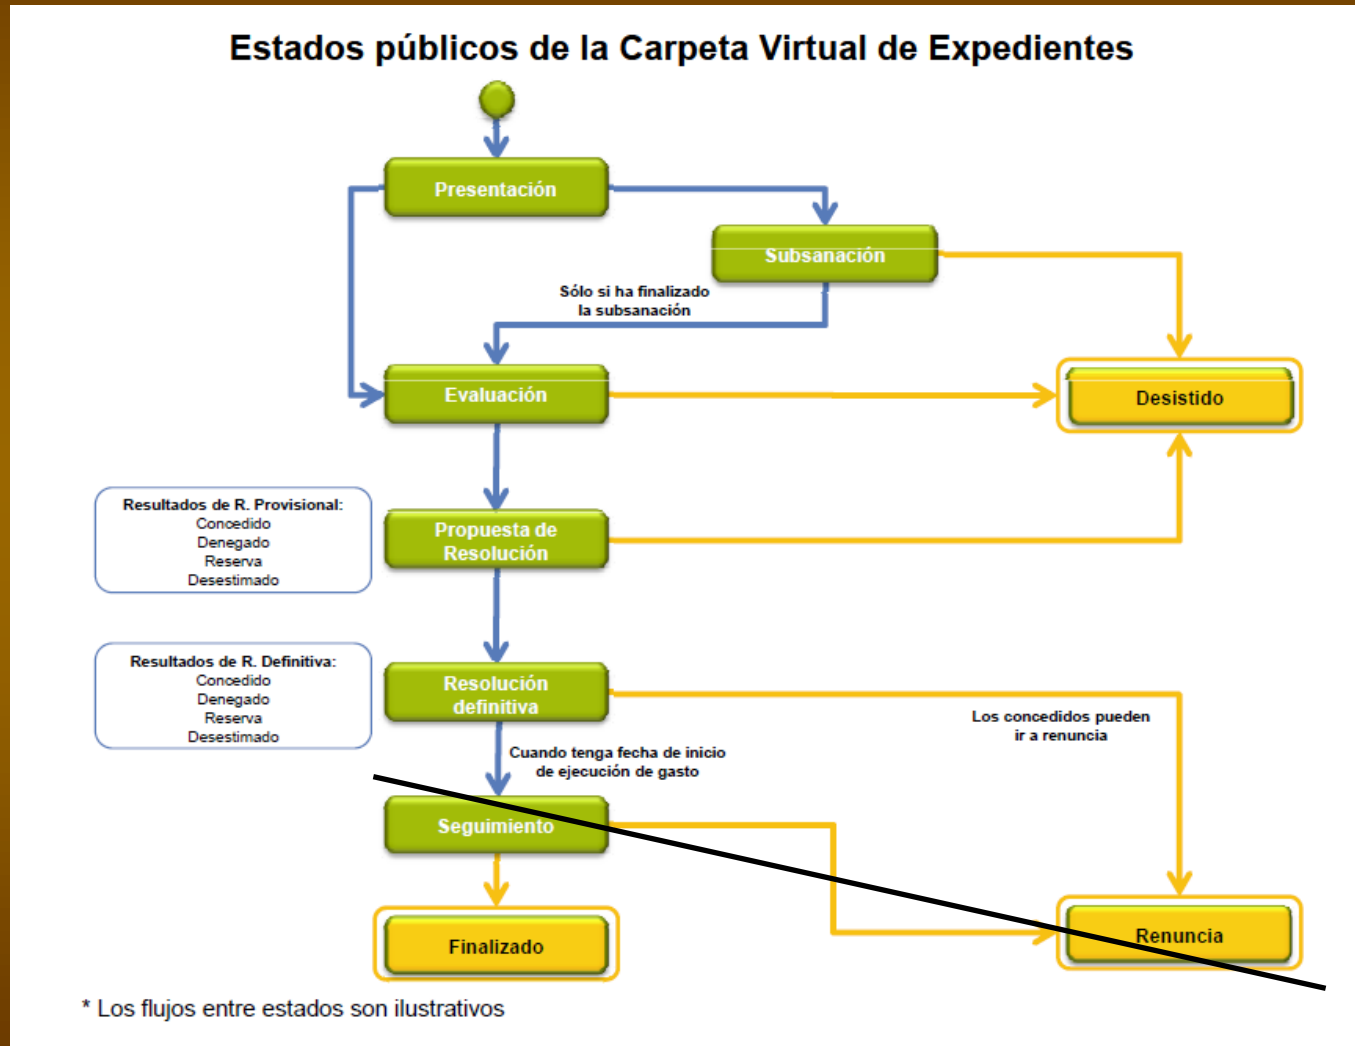 Estados públicos de la Carpeta Virtual de Expedientes
Presentación
Subsanación
Sólo si ha finalizado
la subsanación
Evaluación
Desistido
Resultados de R. Provisional:
Concedido
Denegado
Reserva
Desestimado
Propuesta de
Resolución
Resultados de R. Definitiva:
Concedido
Denegado
Reserva
Desestimado
Resolución
definitiva
Los concedidos pueden
ir a renuncia
Cuando tenga fecha de inicio
de ejecución de gasto
Seguimiento
Finalizado
Renuncia
* Los flujos entre estados son ilustrativos